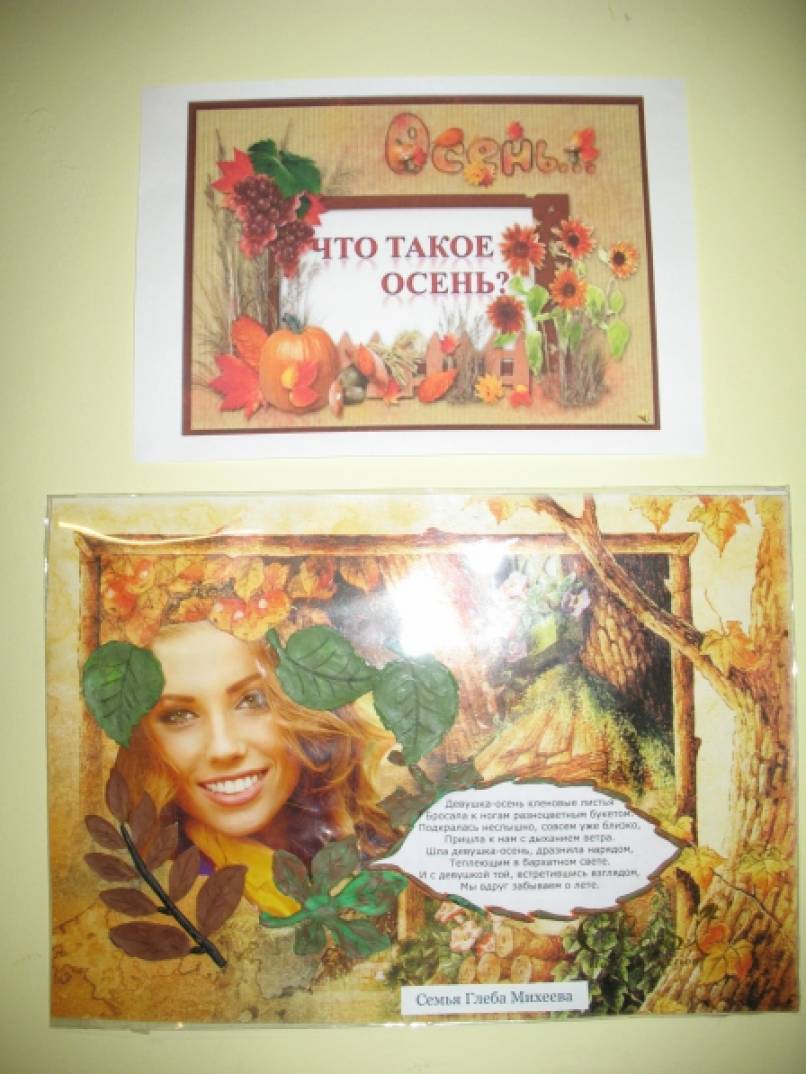 Осень...
ЧТО ТАКОЕ
ОСЕНЬ?
Девушка-осень кленовые листья
Бросала к ногам разноцветным букетом.
Подкралась неслышно, совсем уже близко,
Пришла к нам с дыханием ветра.
Шла девушка-осень, дразнила нарядом,
Теплеющим в бархатном свете.
И с девушкой той, встретившись взглядом,
Мы вдруг забываем о лете.
Семья Глеба Михеева